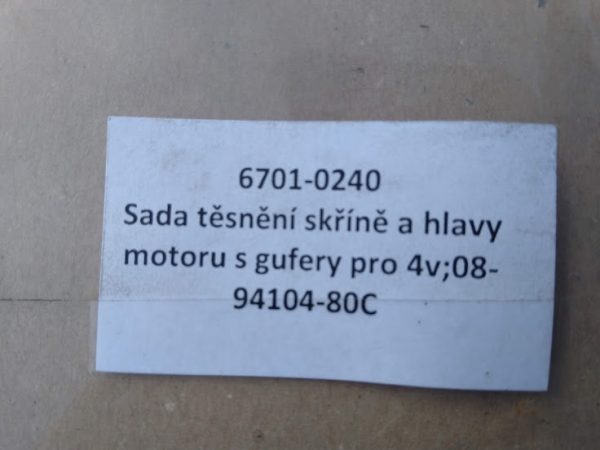 6701-0240
Sada těsnění skříně a hlavy
motoru s gufery pro 4v;08-
94104-80C